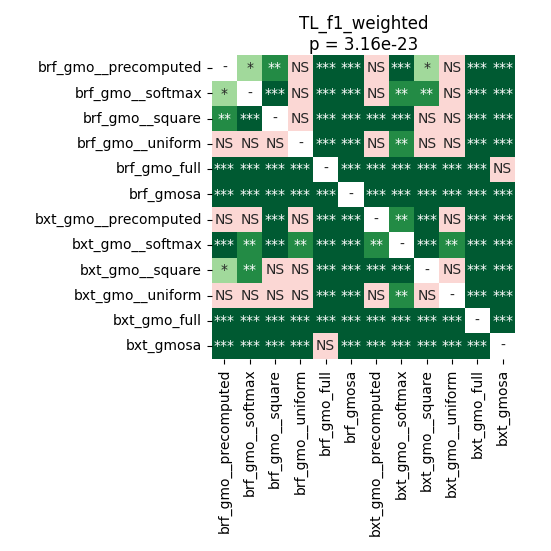 TL_f1_weighted
p = 3.16e-23
brf_gmo__precomputed - * ** NS *** *** NS *** * NS *** ***
brf_gmo__softmax * - *** NS *** *** NS ** ** NS *** ***
brf_gmo__square ** *** - NS *** *** *** *** NS NS *** ***
brf_gmo__uniform NS NS NS - *** *** NS ** NS NS *** ***
brf_gmo_full *** *** *** *** - *** *** *** *** *** *** NS
brf_gmosa *** *** *** *** *** - *** *** *** *** *** ***
bxt_gmo__precomputed NS NS *** NS *** *** - ** *** NS *** ***
bxt_gmo__softmax *** ** *** ** *** *** ** - *** ** *** ***
bxt_gmo__square * ** NS NS *** *** *** *** - NS *** ***
bxt_gmo__uniform NS NS NS NS *** *** NS ** NS - *** ***
bxt_gmo_full *** *** *** *** *** *** *** *** *** *** - ***
bxt_gmosa *** *** *** *** NS *** *** *** *** *** *** -
brf_gmo__precomputed
brf_gmo__softmax
brf_gmo__square
brf_gmo__uniform
brf_gmo_full
brf_gmosa
bxt_gmo__precomputed
bxt_gmo__softmax
bxt_gmo__square
bxt_gmo__uniform
bxt_gmo_full
bxt_gmosa